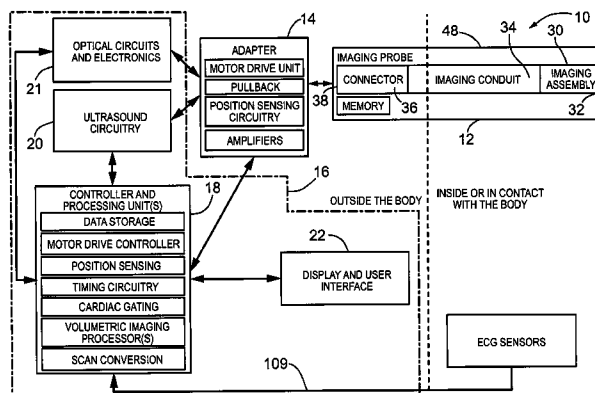 10
14
48
34
30
OPTICAL CIRCUITS
AND ELECTRONICS
21
ADAPTER
MOTOR DRIVE UNIT
PULLBACK
POSITION SENSING
CIRCUITRY
AMPLIFIERS
IMAGING PROBE
CONNECTOR
IMAGING CONDUIT
IMAGING
ASSEMBLY
38
36
32
MEMORY
12
ULTRASOUND
CIRCUITRY
20
16
18
CONTROLLER AND
PROCESSING UNIT(S)
DATA STORAGE
MOTOR DRIVE CONTROLLER
POSITION SENSING
TIMING CIRCUITRY
CARDIAC GATING
VOLUMETRIC IMAGING
PROCESSOR(S)
SCAN CONVERSION
OUTSIDE THE BODY
INSIDE OR IN CONTACT
WITH THE BODY
22
DISPLAY AND USER
INTERFACE
ECG SENSORS
109